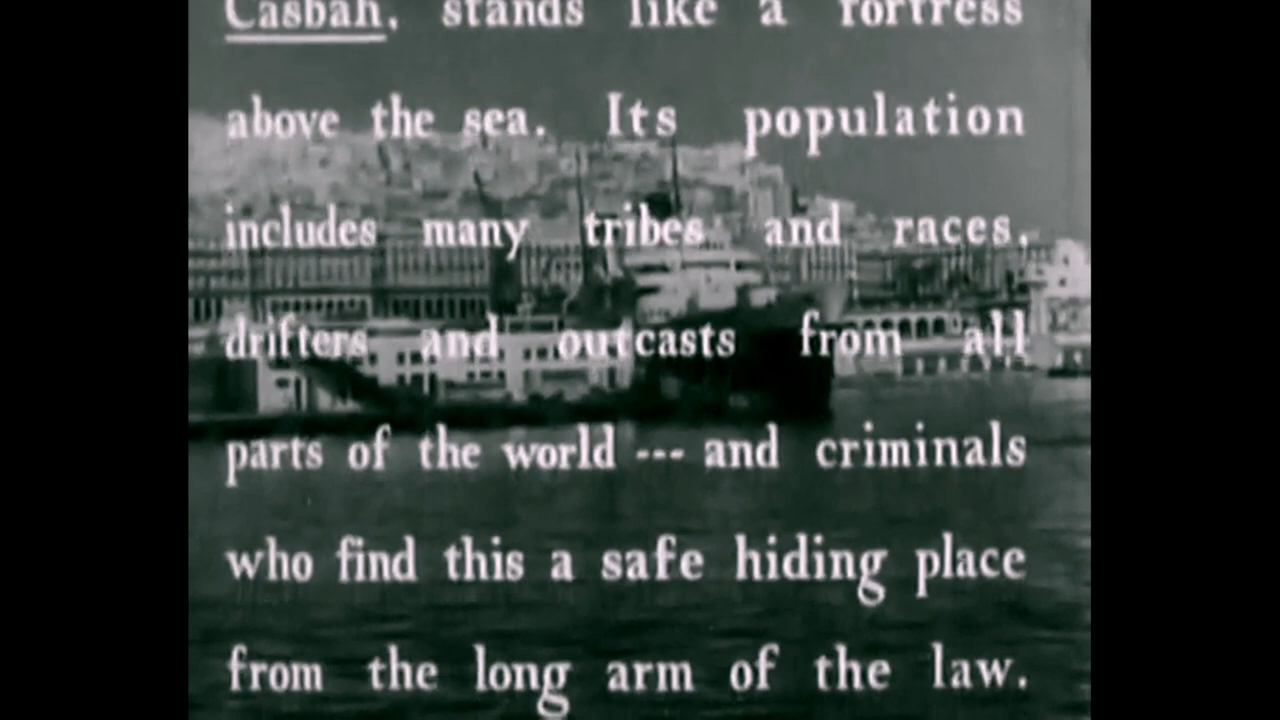 Casbah, stands like a fortress
above the sea. Its population
includes many tribes and races,
drifters and outcasts from all
parts of the world --- and criminals
who find this a safe hiding place
from the long arm of the law.